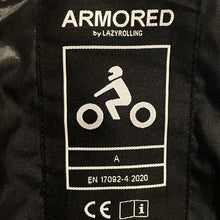 ARMORED
by LAZYROLLING
A
EN 17092-4:2020
CE i